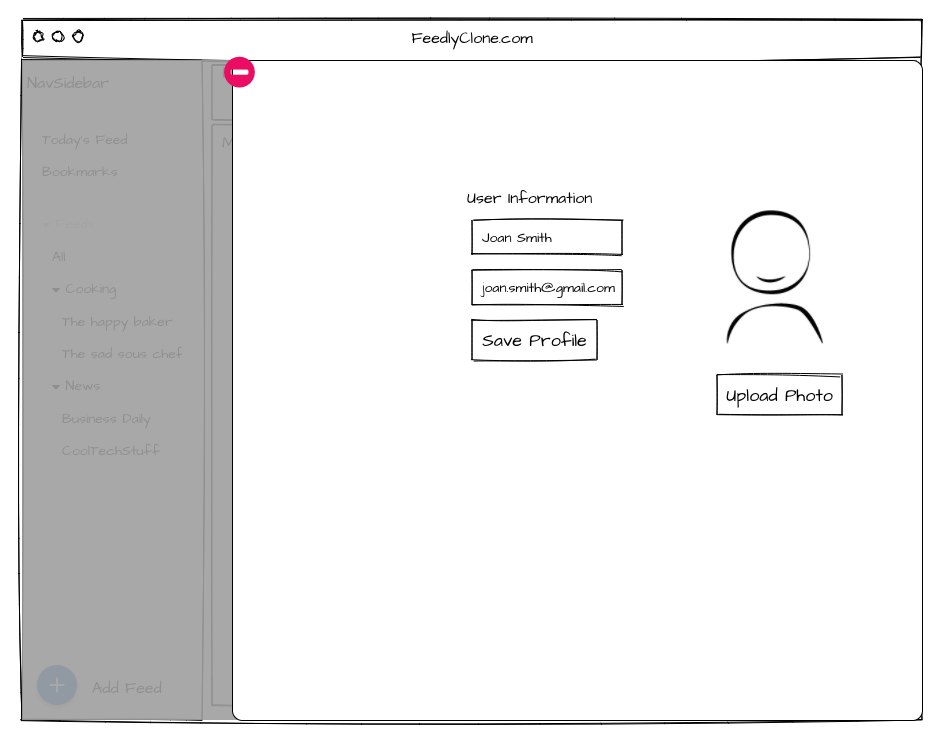 FeedlyClone.com
NavSidebar
Today's Feed
Bookmarks
Feeds
All
Cooking
The happy baker
The sad sous chef
News
Business Daily
CoolTechStuff
Add Feed
M
User Information
Joan Smith
joan.smith@gmail.com
Save Profile
Upload Photo